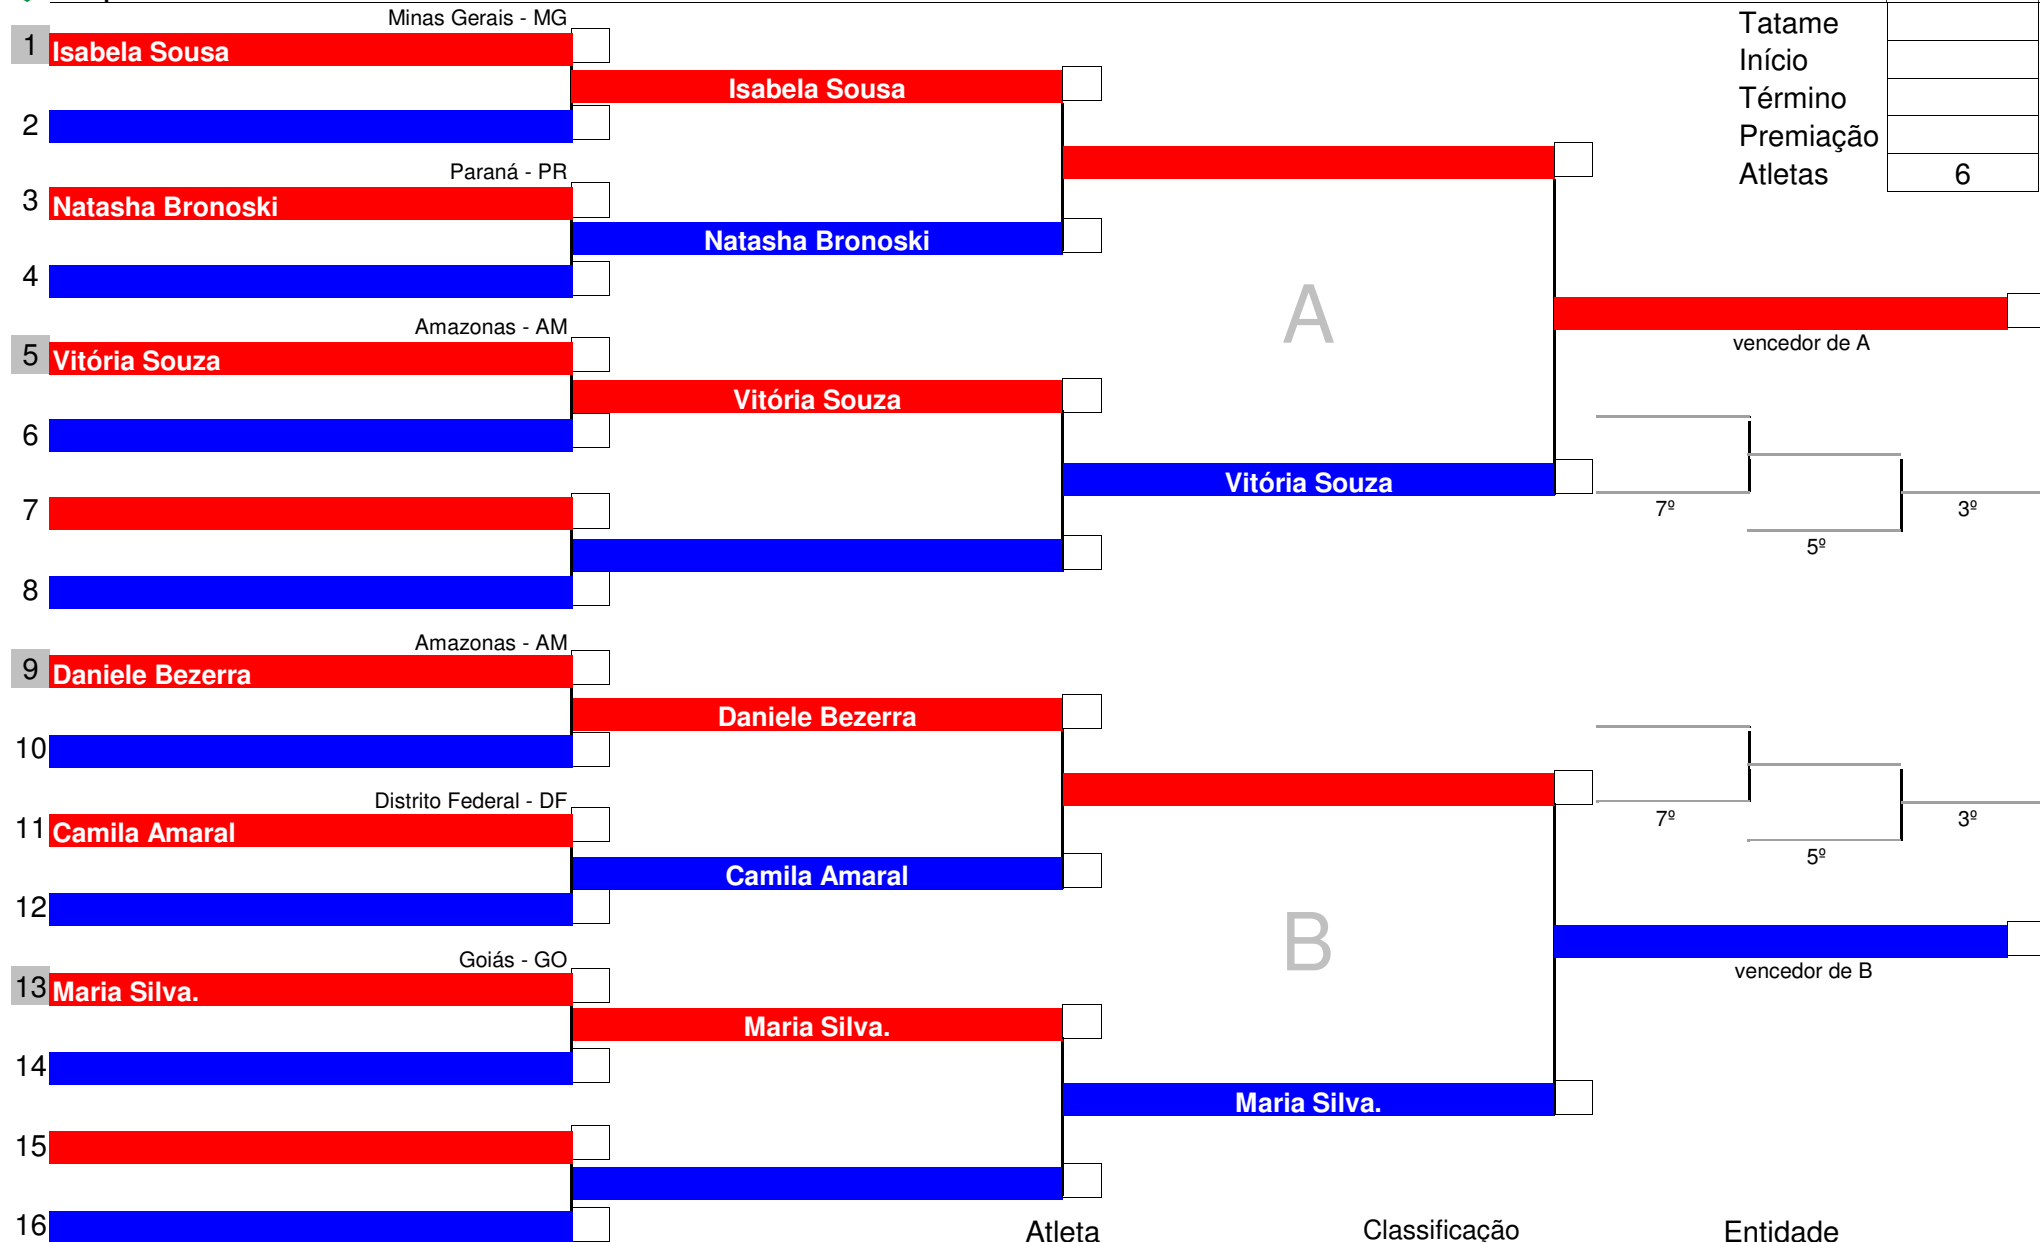 Minas Gerais - MG
1 Isabela Sousa
Isabela Sousa
2
Paraná - PR
3 Natasha Bronoski
Natasha Bronoski
4
Amazonas - AM
5 Vitória Souza
Vitória Souza
6
7
8
Vitória Souza
A
Amazonas - AM
9 Daniele Bezerra
Daniele Bezerra
10
Distrito Federal - DF
11 Camila Amaral
Camila Amaral
12
Goiás - GO
13 Maria Silva.
Maria Silva.
14
15
16
Maria Silva.
B
Tatame
Início
Término
Premiação
Atletas 6
vencedor de A
7º
5º
3º
7º
5º
3º
vencedor de B
Atleta Classificação Entidade